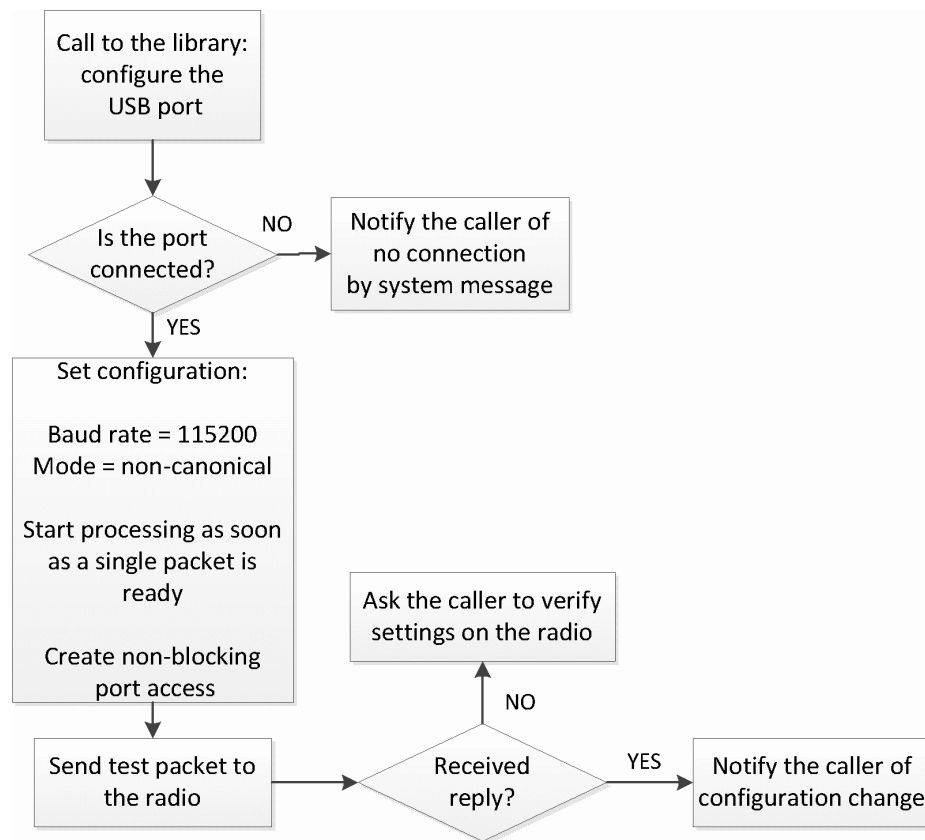 Call to the library:
configure the
USB port
Is the port
connected?
NO
Notify the caller of
no connection
by system message
YES
Set configuration:
Baud rate = 115200
Mode = non-canonical
Start processing as soon
as a single packet is
ready
Create non-blocking
port access
Send test packet to
the radio
Received
reply?
NO
Ask the caller to verify
settings on the radio
YES
Notify the caller of
configuration change